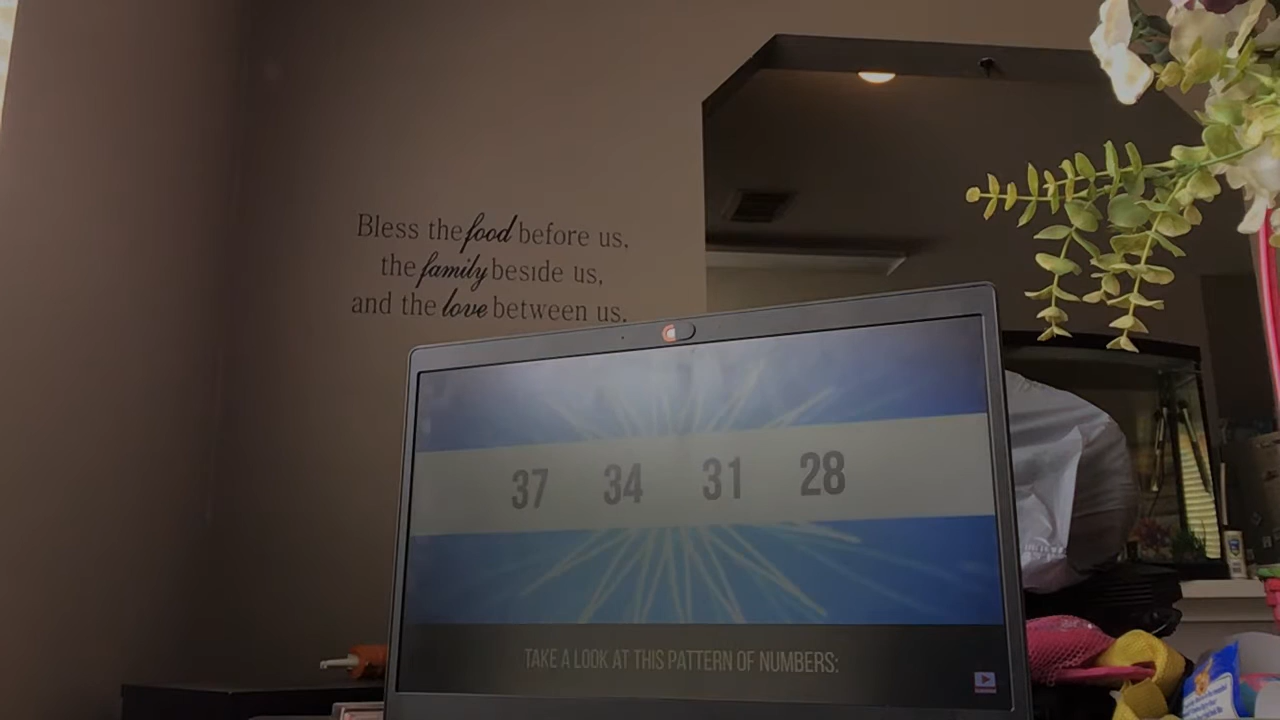 Bless the food before us,
the family beside us,
and the love between us.
37 34 31 28
TAKE A LOOK AT THIS PATTERN OF NUMBERS: